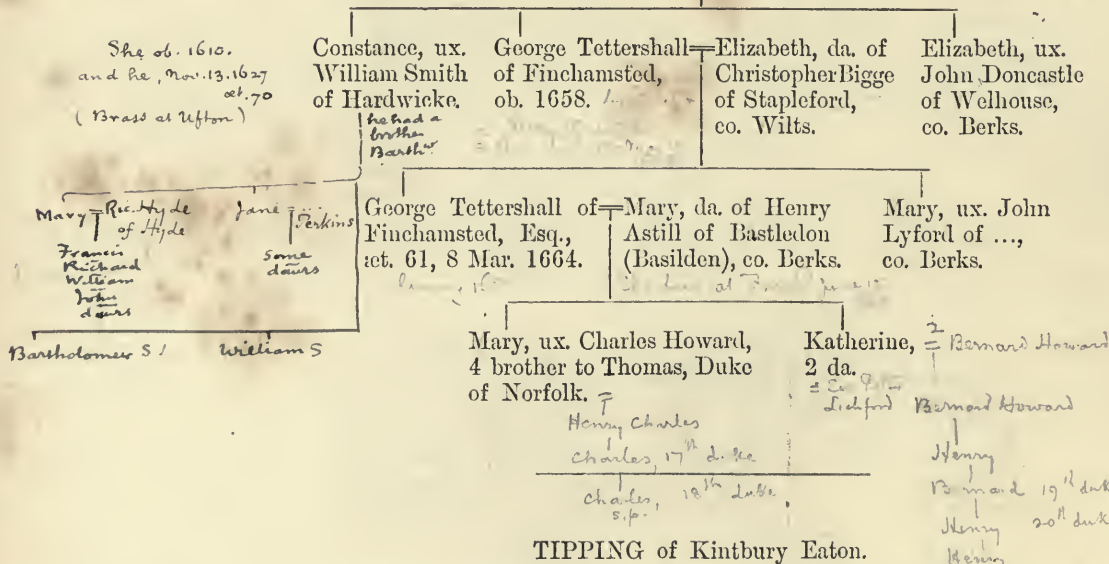 She ob. 1610.
and he, Nov. 13. 1627
æt. 70
(Brass at Ufton)
Constance, ux.
William Smith
of Hardwicke.
he had a
brother
Barthw.
George Tettershall
of Finchamsted,
ob. 1658.
Elizabeth, da. of
Christopher Bigge
of Stapleford,
co. Wilts.
Elizabeth, ux.
John Doncastle
of Welhouse,
co. Berks.
Mary = Ric. Hyde
of Hyde
Francis
Richard
William
John
daurs
Jane = ... Perkins
some
daurs
George Tettershall of
Finchamsted, Esq.,
æt. 61, 8 Mar. 1664.
Mary, da. of Henry
Astill of Bastledon
(Basilden), co. Berks.
Mary, ux. John
Lyford of ...,
co. Berks.
Bartholomew S
William S
Mary, ux. Charles Howard,
4 brother to Thomas, Duke
of Norfolk. =
Henry Charles
Charles, 17th duke
Charles, 18th duke
s.p.
Katherine,
2 da.
Lichford
2
= Bernard Howard
Bernard Howard
Henry
Bernard 19th duk
Henry 20th duk
Henry
TIPPING of Kintbury Eaton.